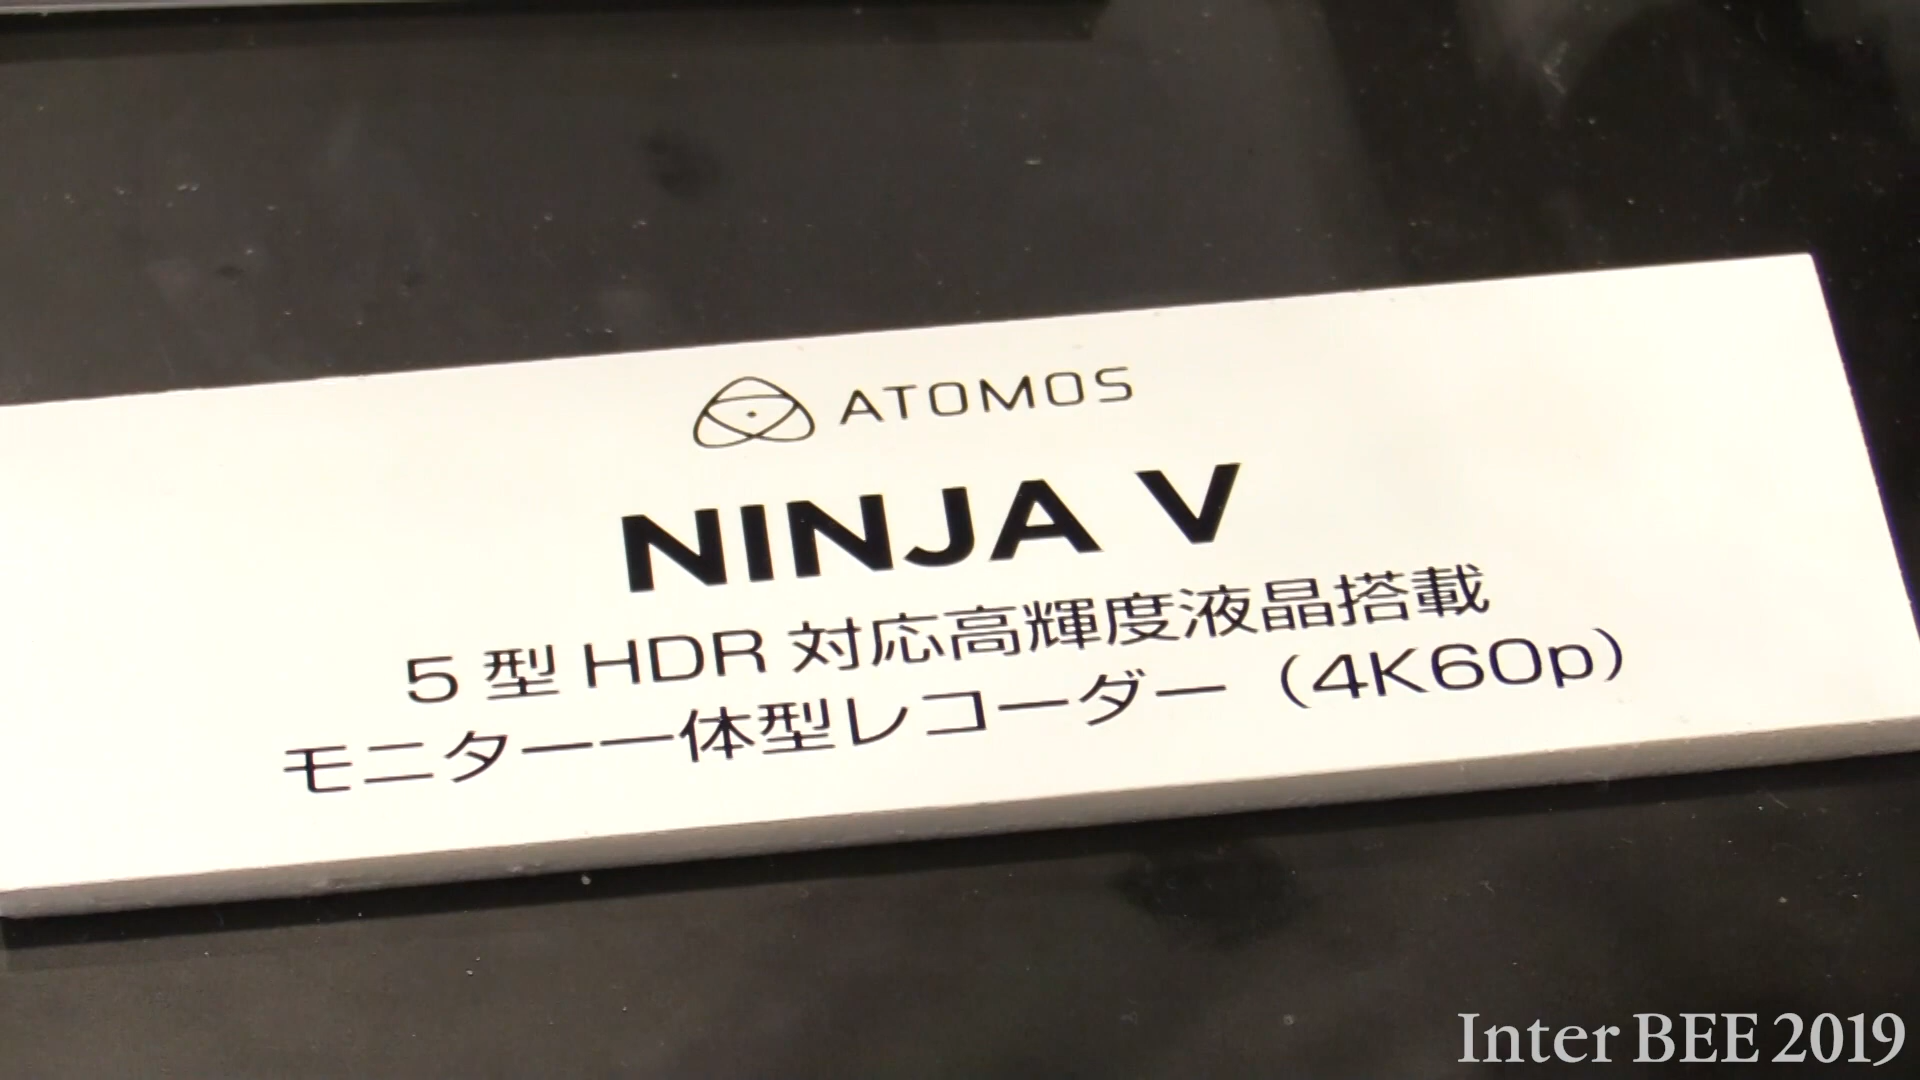 ATOMOS
NINJA V
5 型 HDR 対応高輝度液晶搭載
モニター一体型レコーダー（4K60p）
Inter BEE 2019